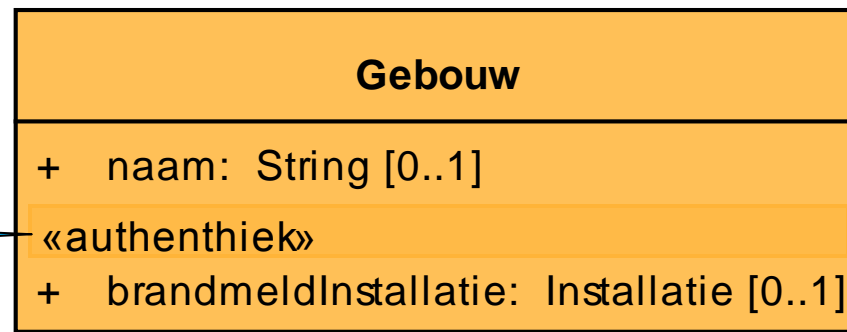 Gebouw
+ naam: String [0..1]
«authenthiek»
+ brandmeldInstallatie: Installatie [0..1]